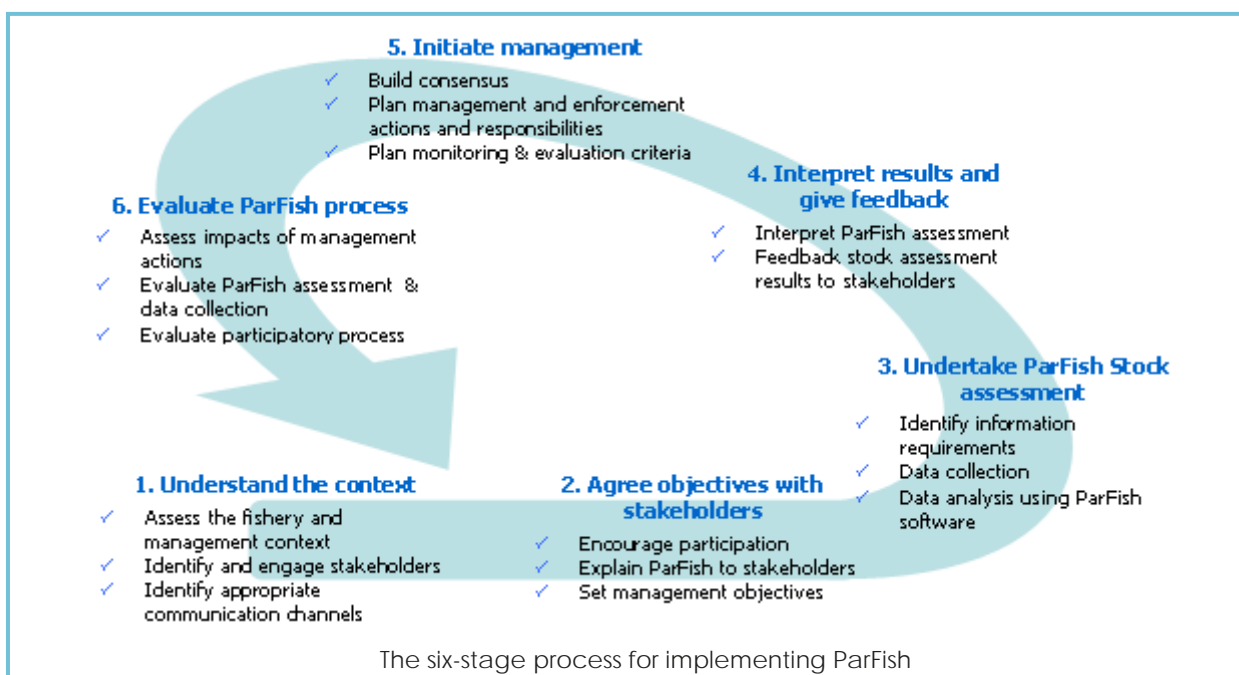 5. Initiate management
✓ Build consensus
✓ Plan management and enforcement
actions and responsibilities
✓ Plan monitoring & evaluation criteria
4. Interpret results and
give feedback
✓ Interpret ParFish assessment
✓ Feedback stock assessment
results to stakeholders
6. Evaluate ParFish process
✓ Assess impacts of management
actions
✓ Evaluate ParFish assessment &
data collection
✓ Evaluate participatory process
3. Undertake ParFish Stock
assessment
✓ Identify information
requirements
✓ Data collection
✓ Data analysis using ParFish
software
1. Understand the context
✓ Assess the fishery and
management context
✓ Identify and engage stakeholders
✓ Identify appropriate
communication channels
2. Agree objectives with
stakeholders
✓ Encourage participation
✓ Explain ParFish to stakeholders
✓ Set management objectives
The six-stage process for implementing ParFish